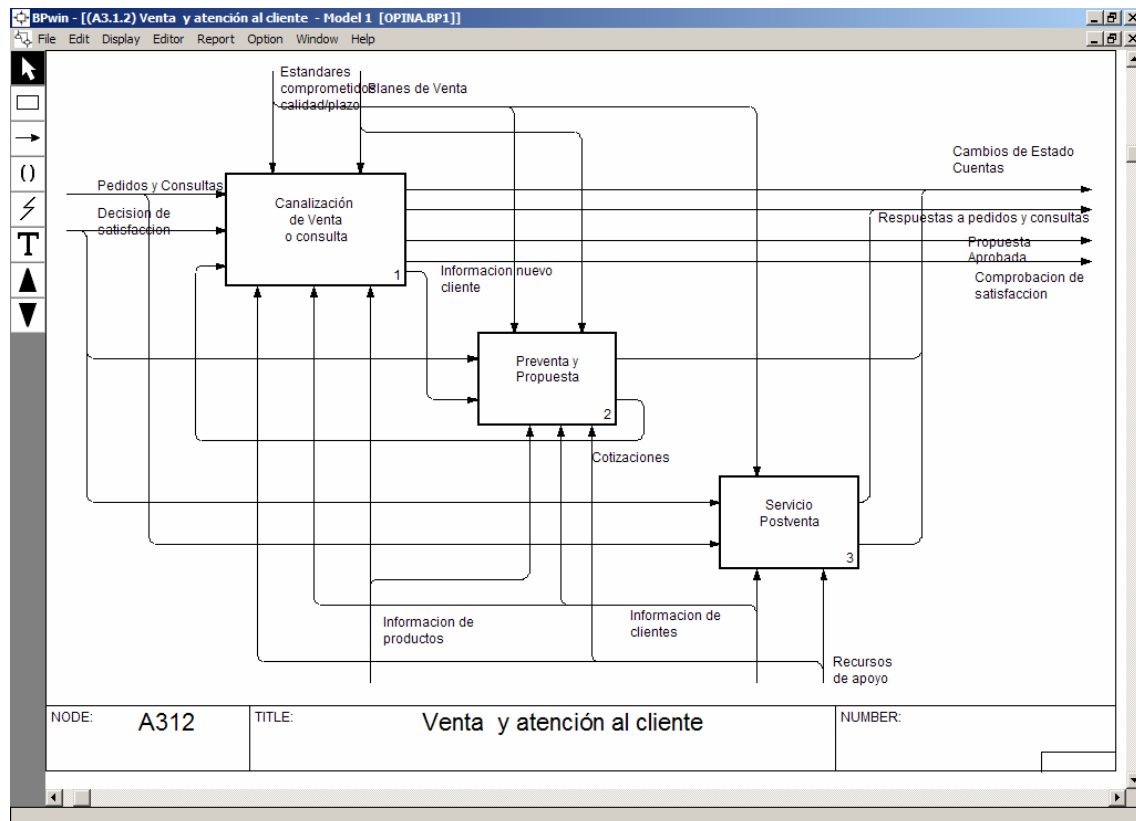 BPwin - [(A3.1.2) Venta y atención al cliente - Model 1 [OPINA.BP1]]
File Edit Display Editor Report Option Window Help
Estandares
comprometidos
calidad/plazo
Planes de Venta
Pedidos y Consultas
Decision de
satisfaccion
Canalización
de Venta
o consulta
1
Cambios de Estado
Cuentas
Respuestas a pedidos y consultas
Propuesta
Aprobada
Comprobacion de
satisfaccion
Informacion nuevo
cliente
Preventa y
Propuesta
2
Cotizaciones
Servicio
Postventa
3
Informacion de
productos
Informacion de
clientes
Recursos
de apoyo
NODE: A312
TITLE: Venta y atención al cliente
NUMBER:
( )
T